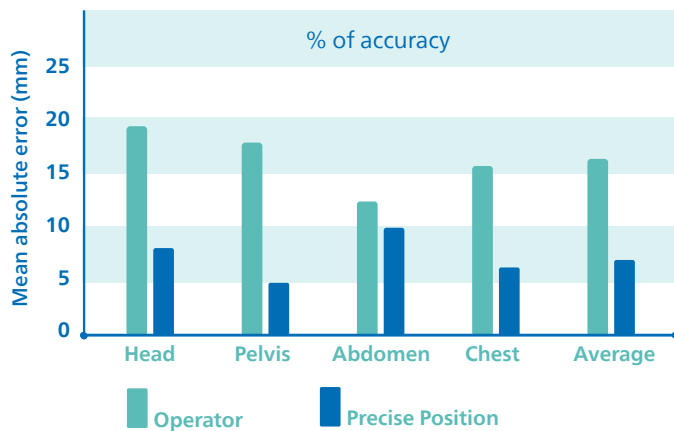 % of accuracy
Mean absolute error (mm)
25
20
15
10
5
0
Head Pelvis Abdomen Chest Average
Operator Precise Position